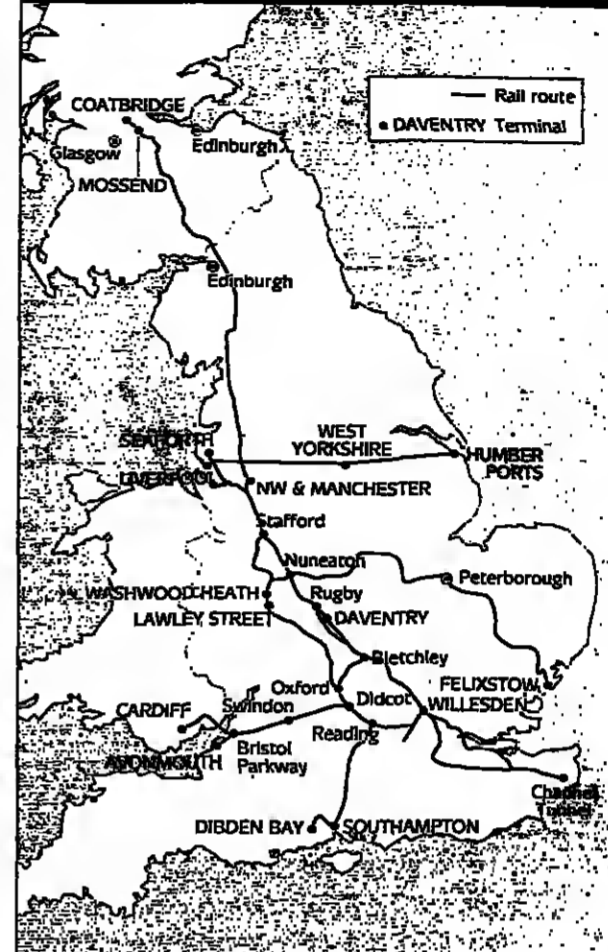 Rail route
DAVENTRY Terminal
COATBRIDGE
Edinburgh
Glasgow
MOSSEND
Edinburgh
SEAFORTH
WEST
YORKSHIRE
HUMBER
PORTS
LIVERPOOL
NW & MANCHESTER
Stafford
Nuneaton
Peterborough
WASHWOOD HEATH
Rugby
LAWLEY STREET
DAVENTRY
Bletchley
Oxford
FELIXSTOW
Didcot
WILLESDEN
CARDIFF
Swindon
Reading
AVONMOUTH
Bristol
Parkway
Channel
Tunnel
DIBDEN BAY
SOUTHAMPTON